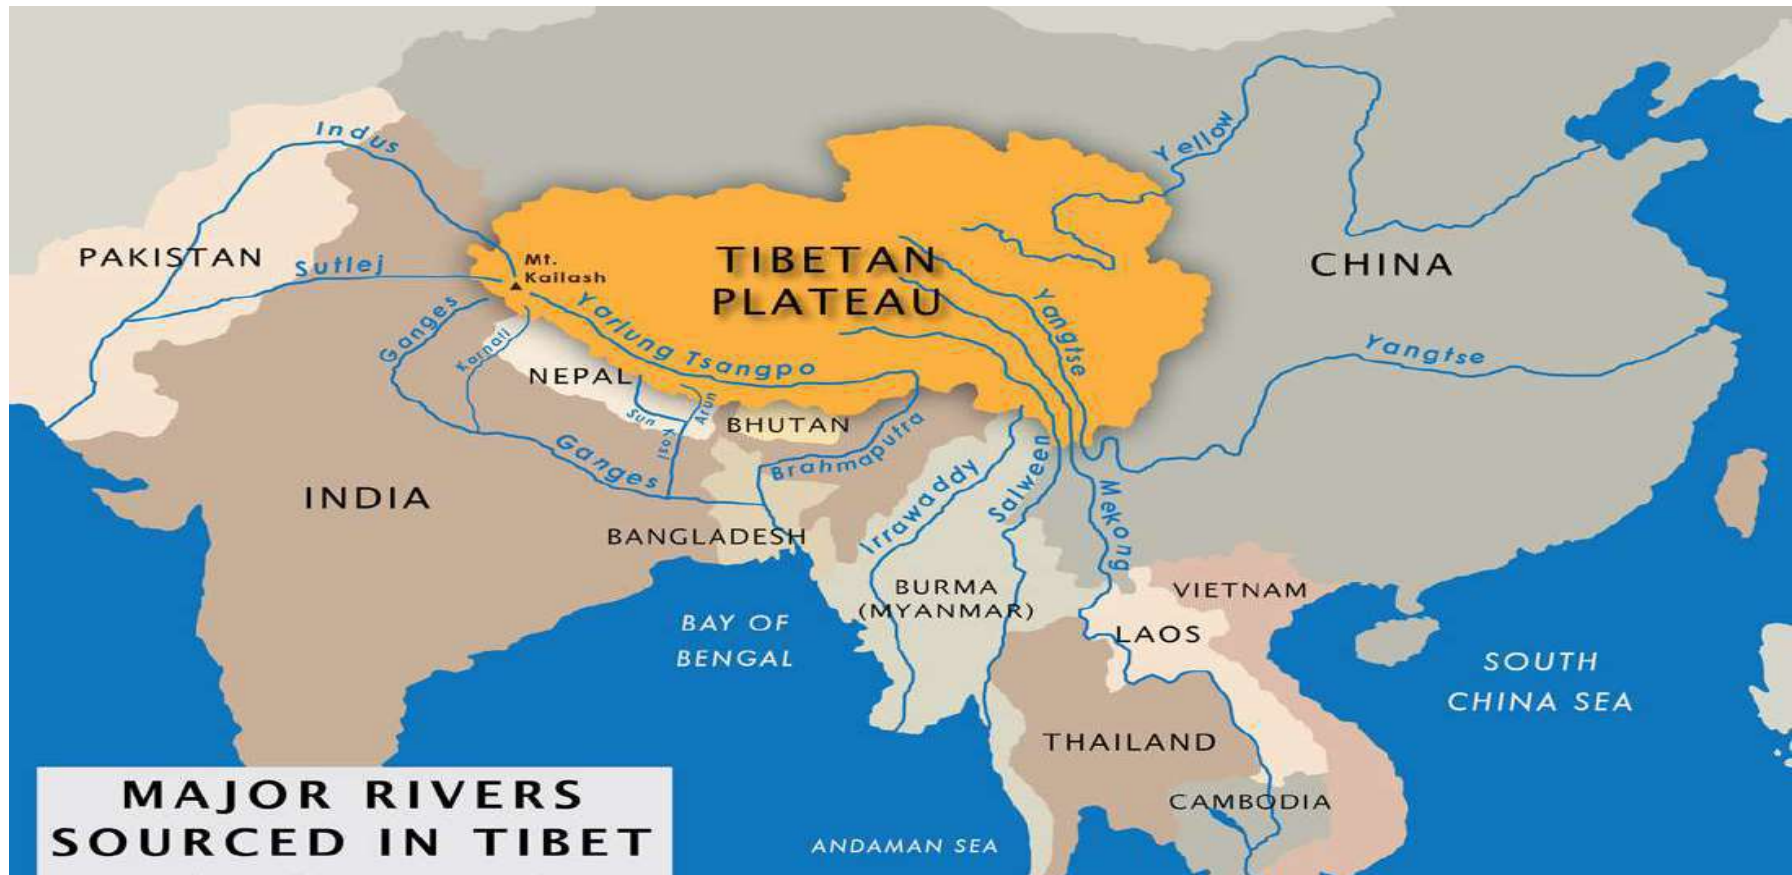 Indus
Yellow
PAKISTAN
Sutlej
Mt.
Kailash
TIBETAN
PLATEAU
CHINA
Ganges
Karnali
Yarlung Tsangpo
Yangtse
Yangtse
NEPAL
Sun
Kosi
Arun
BHUTAN
Ganges
Brahmaputra
INDIA
Irrawaddy
Salween
Mekong
BANGLADESH
BURMA
(MYANMAR)
VIETNAM
LAOS
BAY OF
BENGAL
SOUTH
CHINA SEA
THAILAND
CAMBODIA
ANDAMAN SEA
MAJOR RIVERS
SOURCED IN TIBET